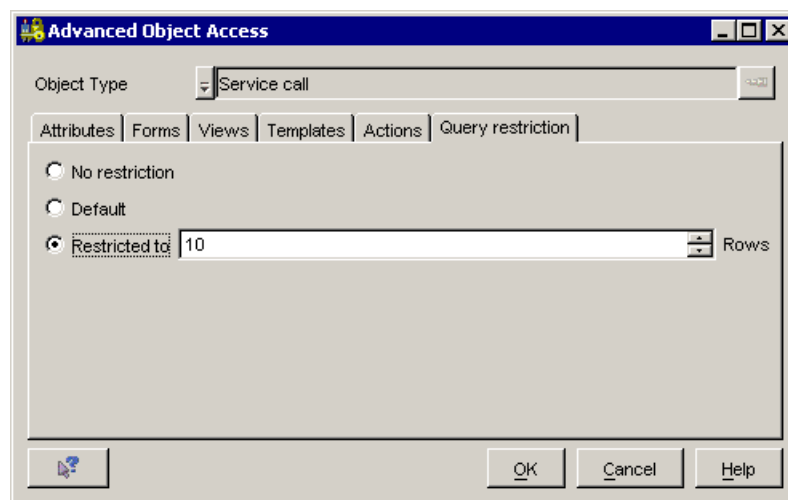 Advanced Object Access
Object Type Service call
Attributes Forms Views Templates Actions Query restriction
No restriction
Default
Restricted to 10 Rows
OK Cancel Help